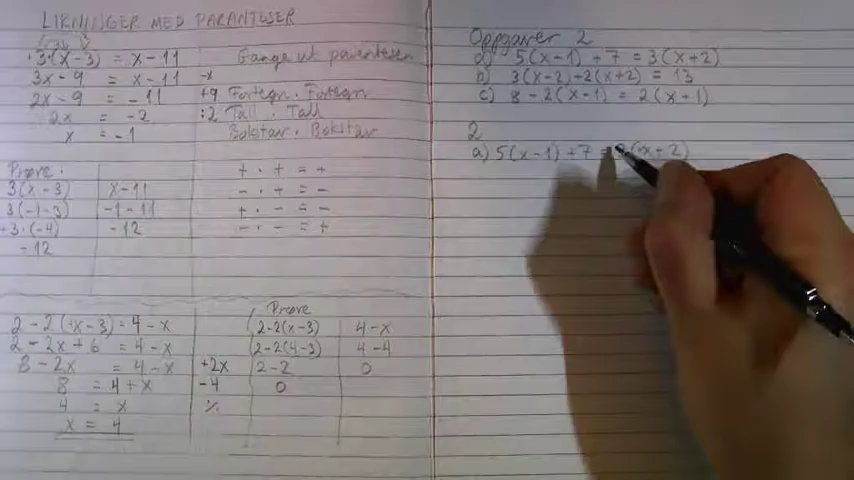 LIKNINGER MED PARANTESER
+3·(x-3) = x-11
3x-9 = x-11 -x
2x-9 = -11 +9
2x = -2 :2
x = -1
Gange ut parentesen
Fortegn · Fortegn
Tall · Tall
Bokstav · Bokstav
Prøve:
3(x-3) x-11
3(-1-3) -1-11
+3·(-4) -12
-12
+ · + = +
- · + = -
+ · - = -
- · - = +
2-2(+x-3) = 4-x
2-2x+6 = 4-x
8-2x = 4-x +2x
8 = 4+x -4
4 = x
x = 4
Prøve
2-2(x-3) 4-x
2-2(4-3) 4-4
2-2 0
0
Oppgaver 2
a) 5(x-1)+7 = 3(x+2)
b) 3(x-2)+2(x+2) = 13
c) 8-2(x-1) = 2(x+1)
2
a) 5(x-1)+7 = 3(x+2)